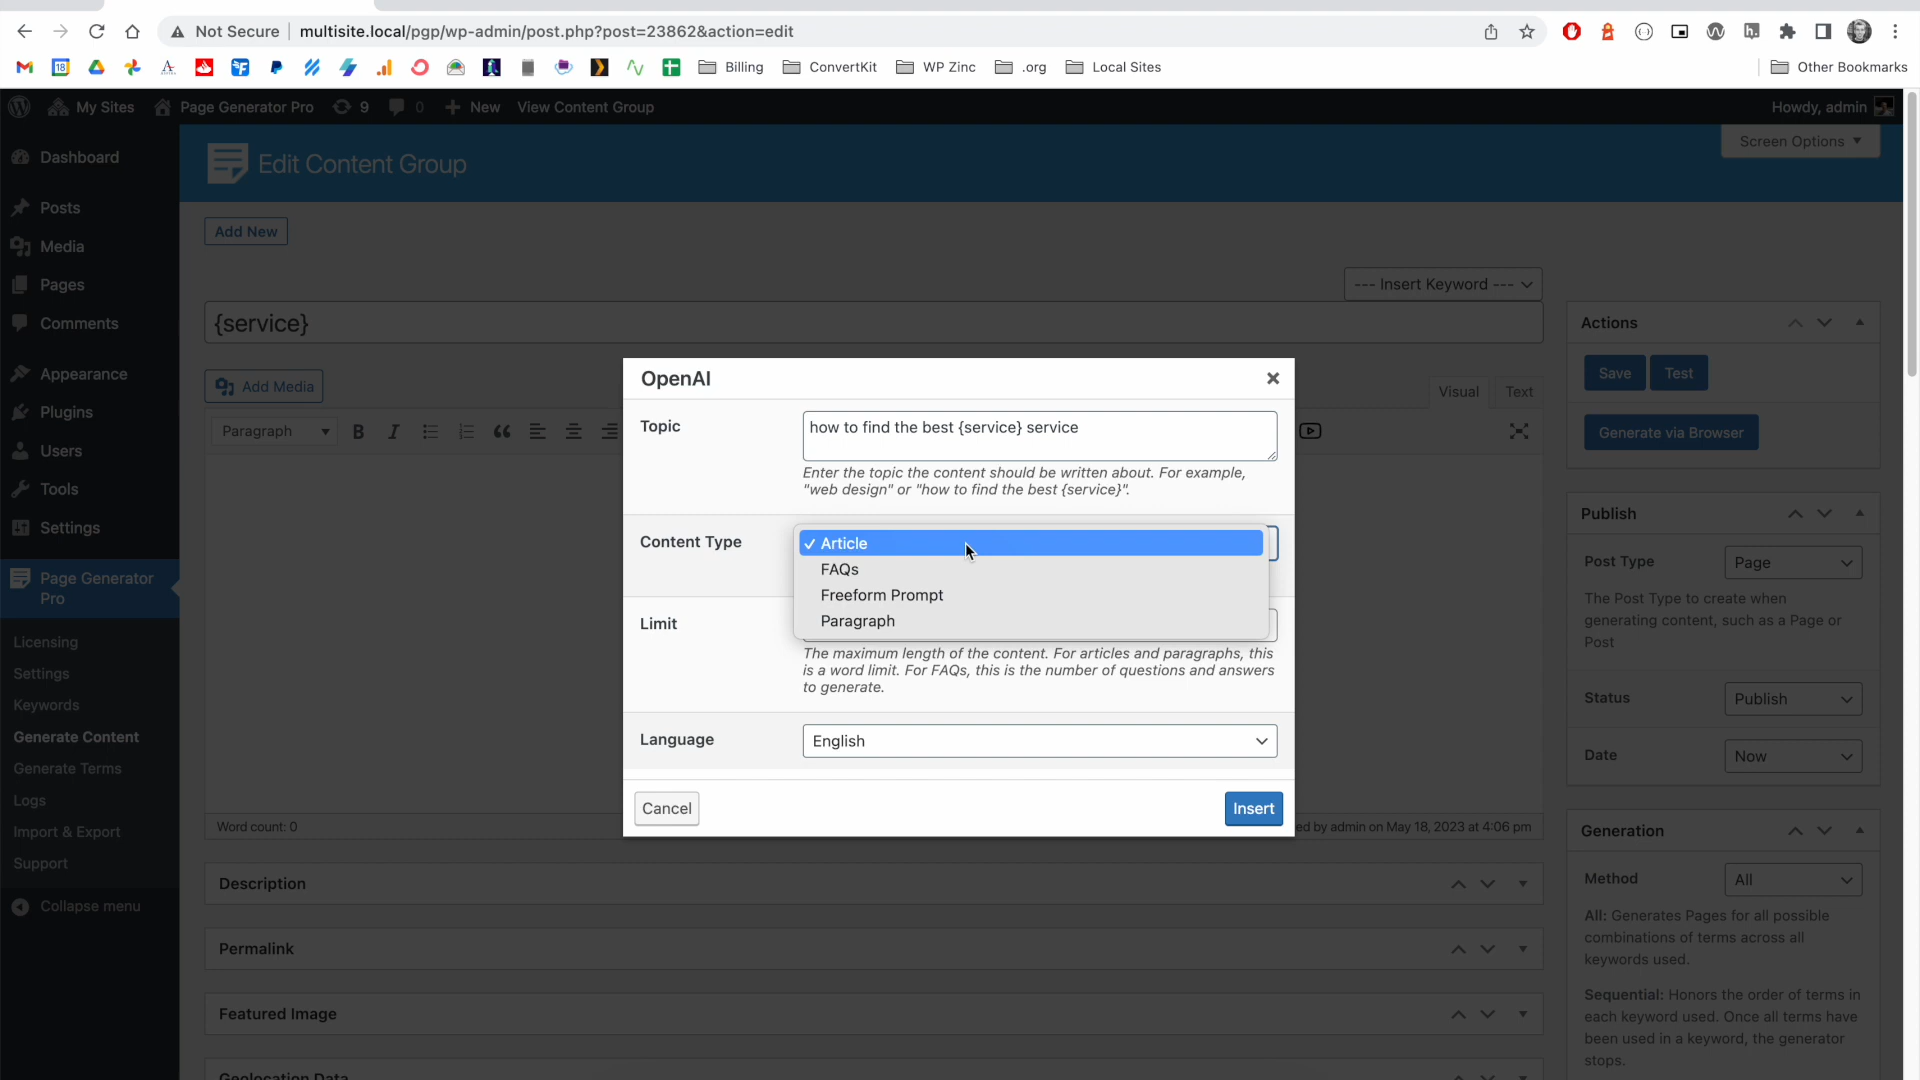 Not Secure
multisite.local/pgp/wp-admin/post.php?post=23862&action=edit
Billing
ConvertKit
WP Zinc
.org
Local Sites
Other Bookmarks
My Sites
Page Generator Pro
9
0
New
View Content Group
Howdy, admin
Dashboard
Posts
Media
Pages
Comments
Appearance
Plugins
Users
Tools
Settings
Page Generator
Pro
Licensing
Settings
Keywords
Generate Content
Generate Terms
Logs
Import & Export
Support
Collapse menu
Edit Content Group
Screen Options
Add New
--- Insert Keyword ---
{service}
Add Media
Visual
Text
Paragraph
Word count: 0
ed by admin on May 18, 2023 at 4:06 pm
Description
Permalink
Featured Image
Geolocation Data
OpenAI
Topic
how to find the best {service} service
Enter the topic the content should be written about. For example,
"web design" or "how to find the best {service}".
Content Type
Article
FAQs
Freeform Prompt
Paragraph
Limit
The maximum length of the content. For articles and paragraphs, this
is a word limit. For FAQs, this is the number of questions and answers
to generate.
Language
English
Cancel
Insert
Actions
Save
Test
Generate via Browser
Publish
Post Type
Page
The Post Type to create when
generating content, such as a Page or
Post
Status
Publish
Date
Now
Generation
Method
All
All: Generates Pages for all possible
combinations of terms across all
keywords used.
Sequential: Honors the order of terms in
each keyword used. Once all terms have
been used in a keyword, the generator
stops.